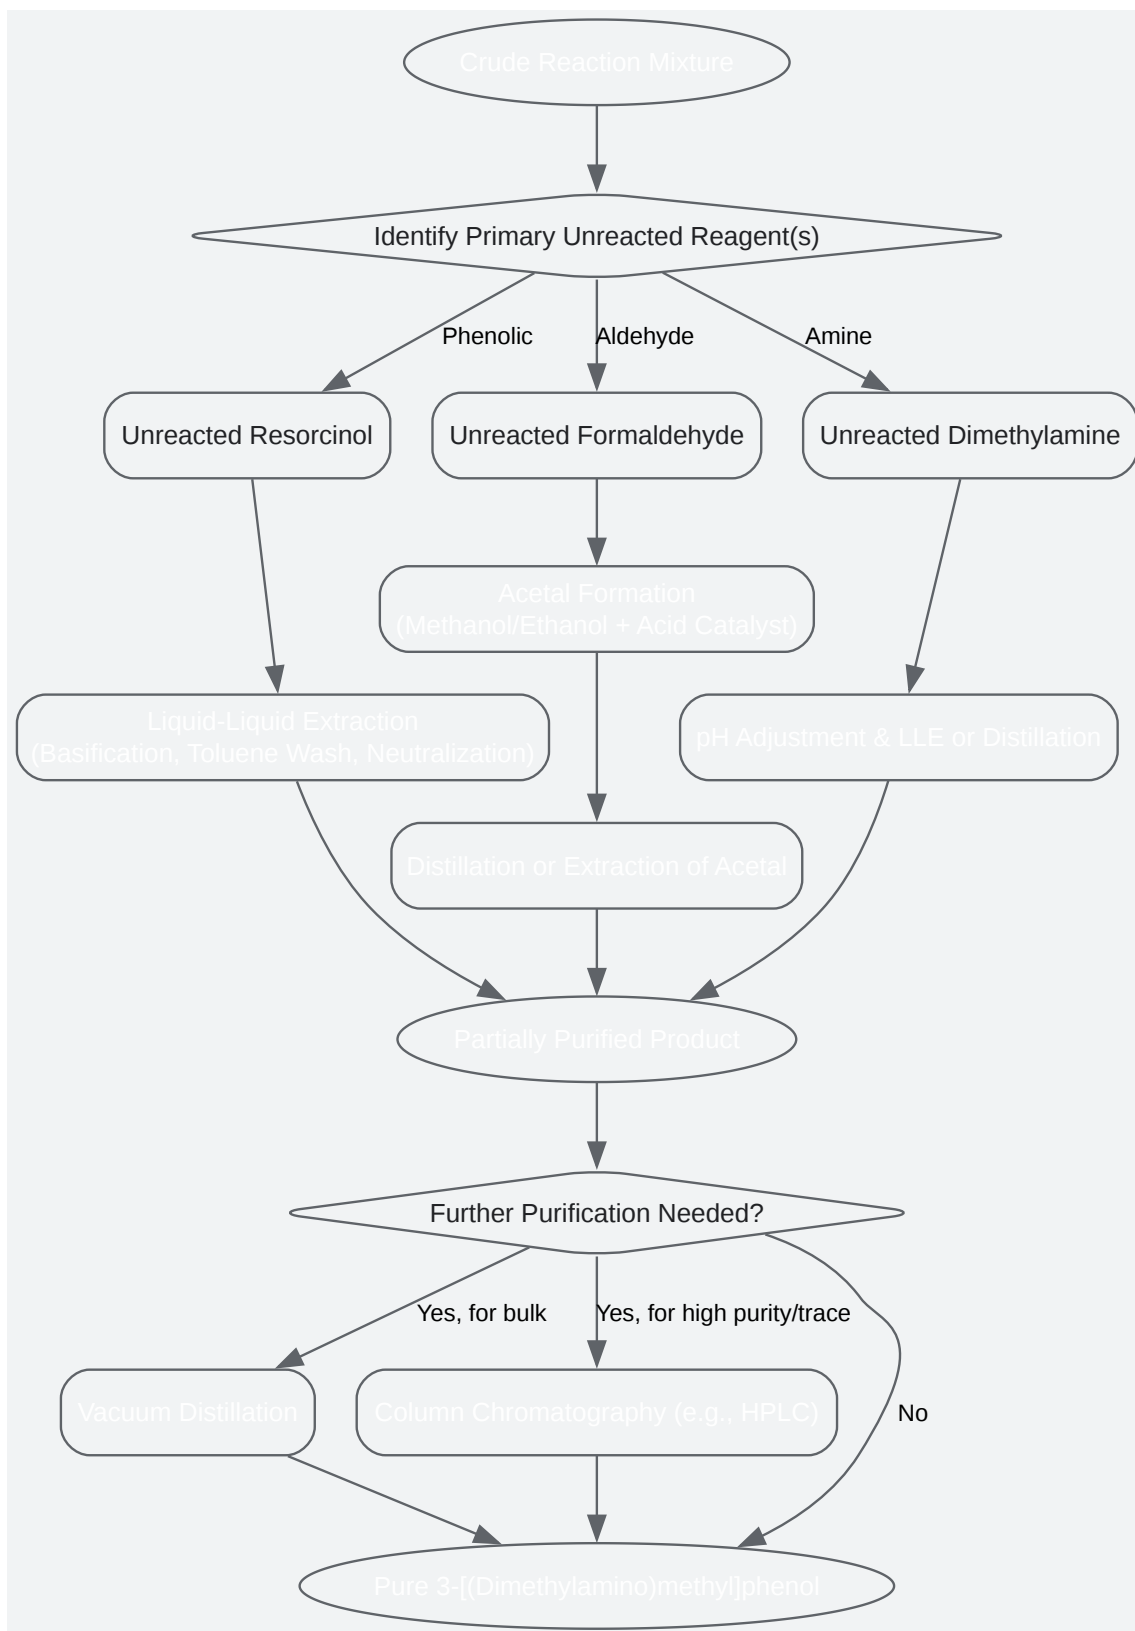 Crude Reaction Mixture
Identify Primary Unreacted Reagent(s)
Phenolic
Aldehyde
Amine
Unreacted Resorcinol
Unreacted Formaldehyde
Unreacted Dimethylamine
Acetal Formation
(Methanol/Ethanol + Acid Catalyst)
Liquid-Liquid Extraction
(Basification, Toluene Wash, Neutralization)
pH Adjustment & LLE or Distillation
Distillation or Extraction of Acetal
Partially Purified Product
Further Purification Needed?
Yes, for bulk
Yes, for high purity/trace
No
Vacuum Distillation
Column Chromatography (e.g., HPLC)
Pure 3-[(Dimethylamino)methyl]phenol